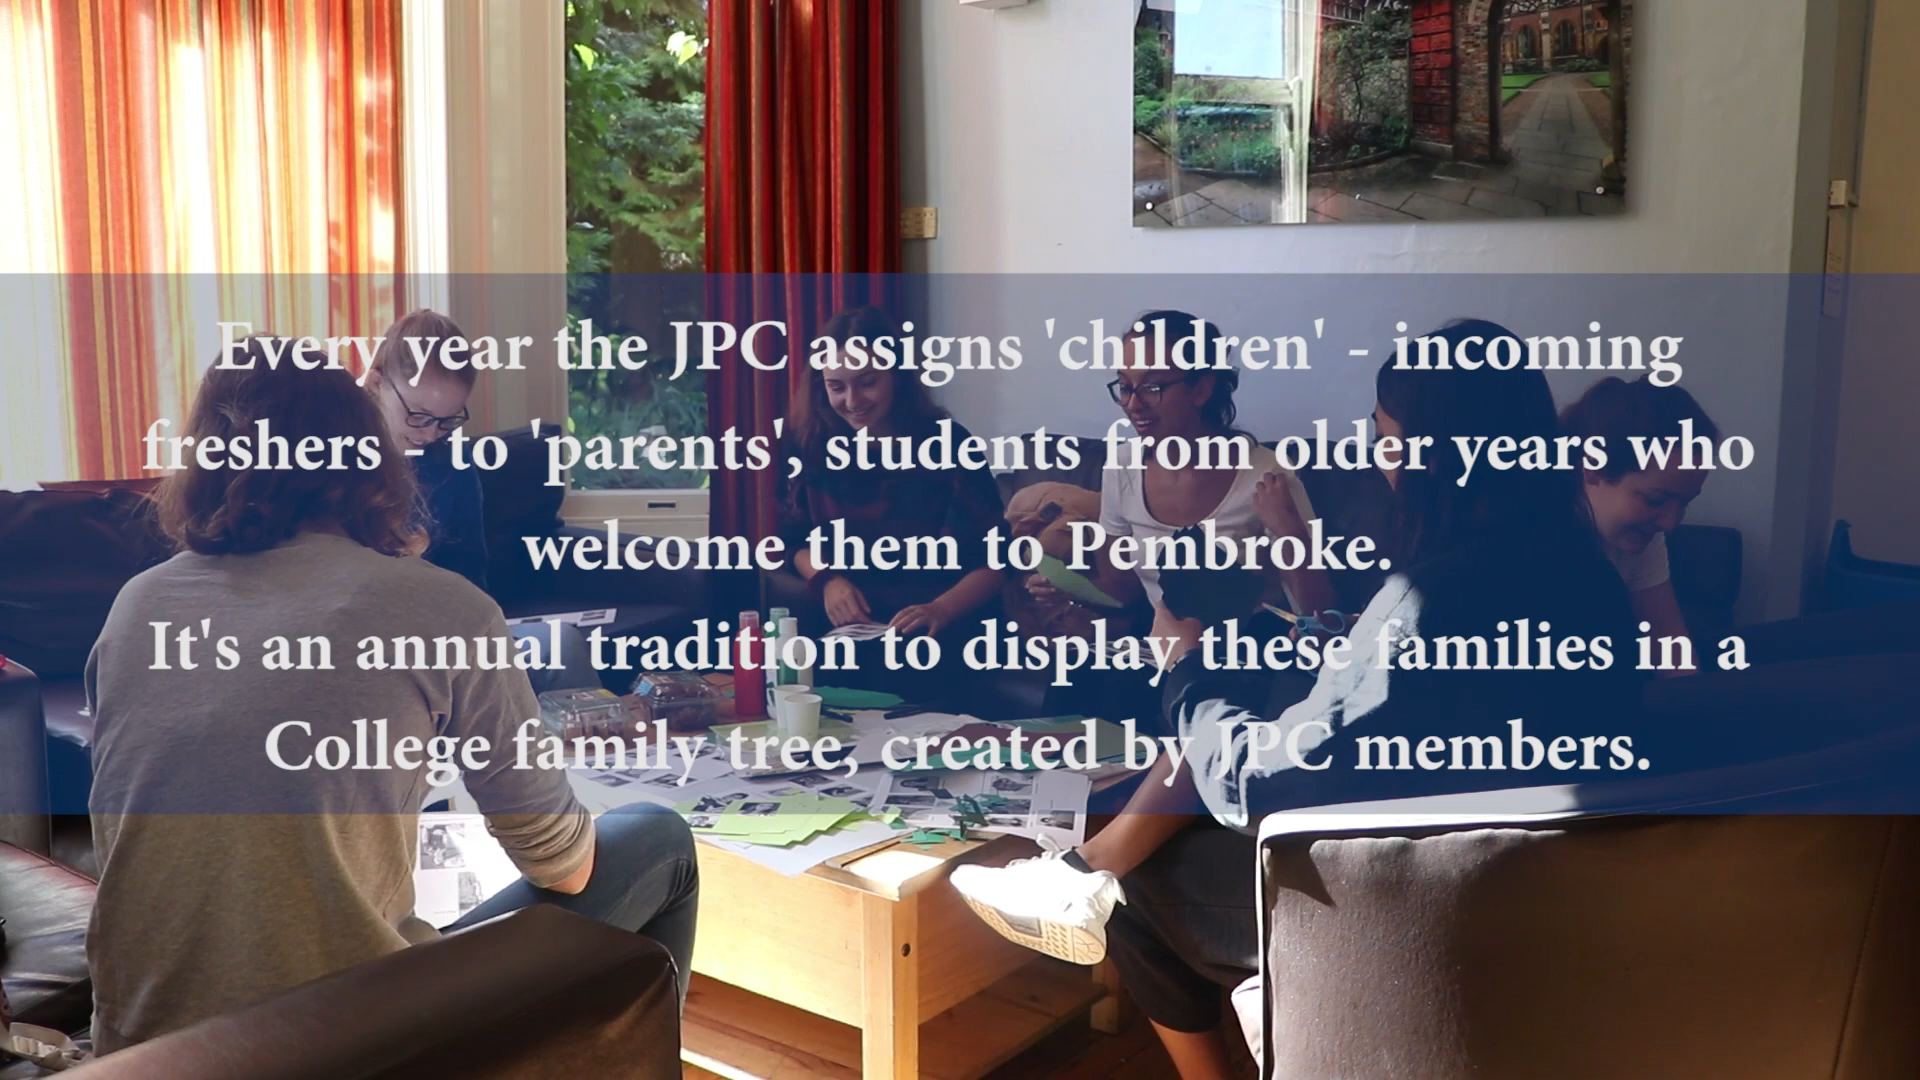 Every year the JPC assigns 'children' - incoming
freshers - to 'parents', students from older years who
welcome them to Pembroke.
It's an annual tradition to display these families in a
College family tree, created by JPC members.